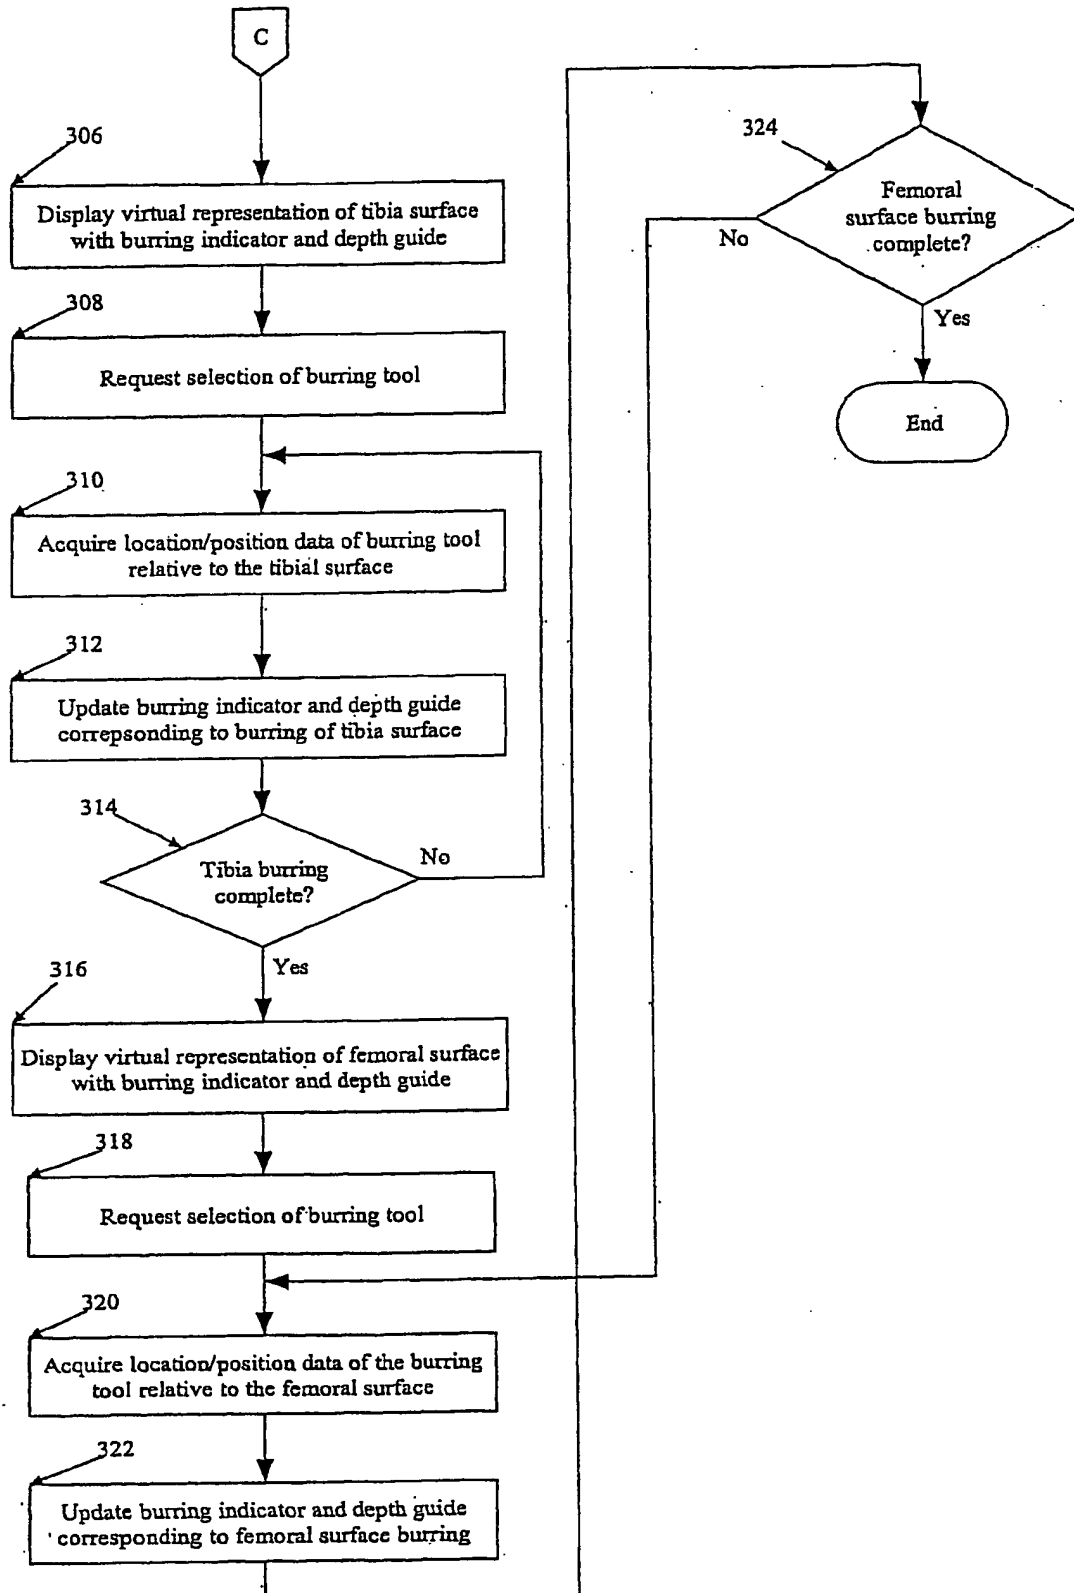 C
306
Display virtual representation of tibia surface
with burring indicator and depth guide
308
Request selection of burring tool
310
Acquire location/position data of burring tool
relative to the tibial surface
312
Update burring indicator and depth guide
correpsonding to burring of tibia surface
314
Tibia burring
complete?
No
Yes
316
Display virtual representation of femoral surface
with burring indicator and depth guide
318
Request selection of burring tool
320
Acquire location/position data of the burring
tool relative to the femoral surface
322
Update burring indicator and depth guide
corresponding to femoral surface burring
324
Femoral
surface burring
complete?
No
Yes
End